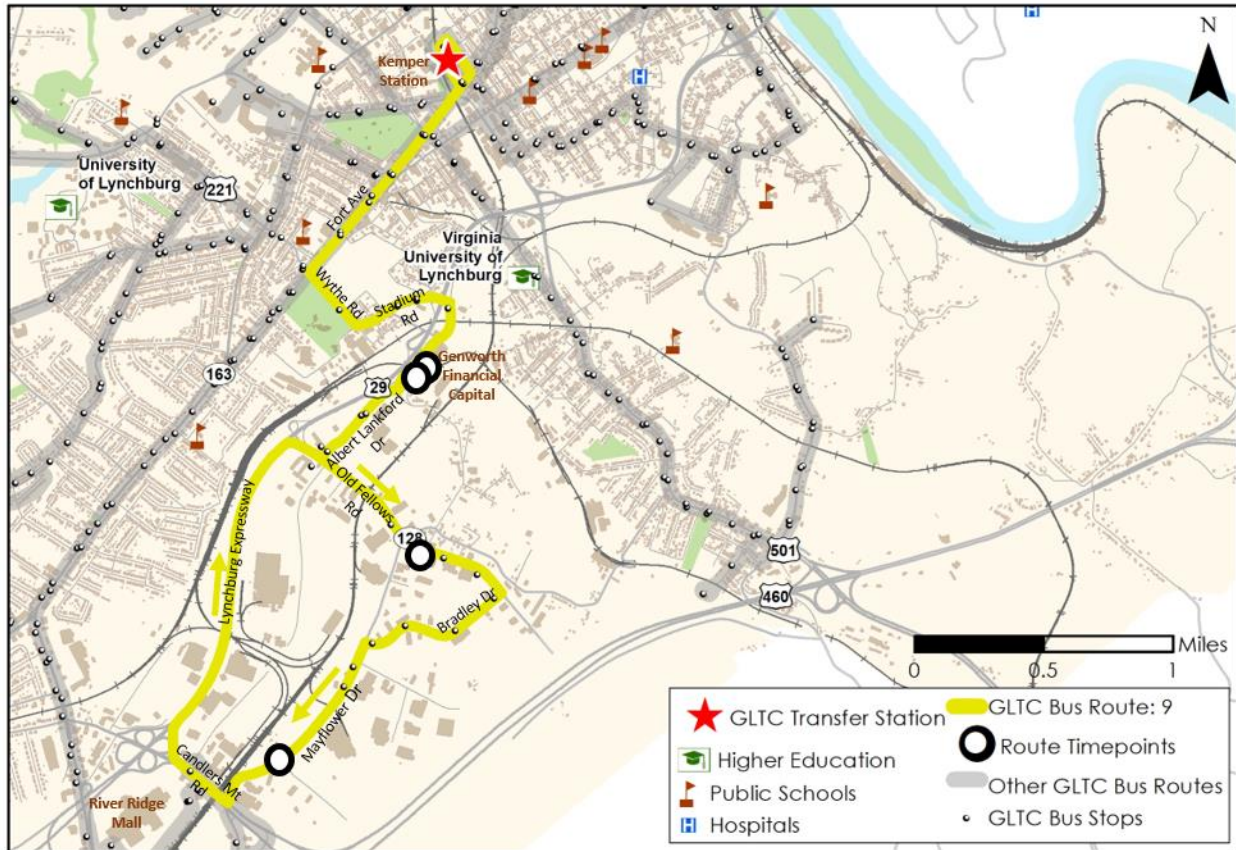 N
Kemper
Station
University
of Lynchburg
221
Fort Ave
Virginia
University of
Lynchburg
Wythe Rd
Stadium
Rd
Genworth
Financial
Capital
163
29
Albert Lankford
Dr
Old Fellows
Rd
Lynchburg Expressway
128
501
460
Bradley Dr
Mayflower Dr
Candlers Mt
Rd
River Ridge
Mall
Miles
0 0.5 1
GLTC Transfer Station
Higher Education
Public Schools
H Hospitals
GLTC Bus Route: 9
Route Timepoints
Other GLTC Bus Routes
GLTC Bus Stops
H
H